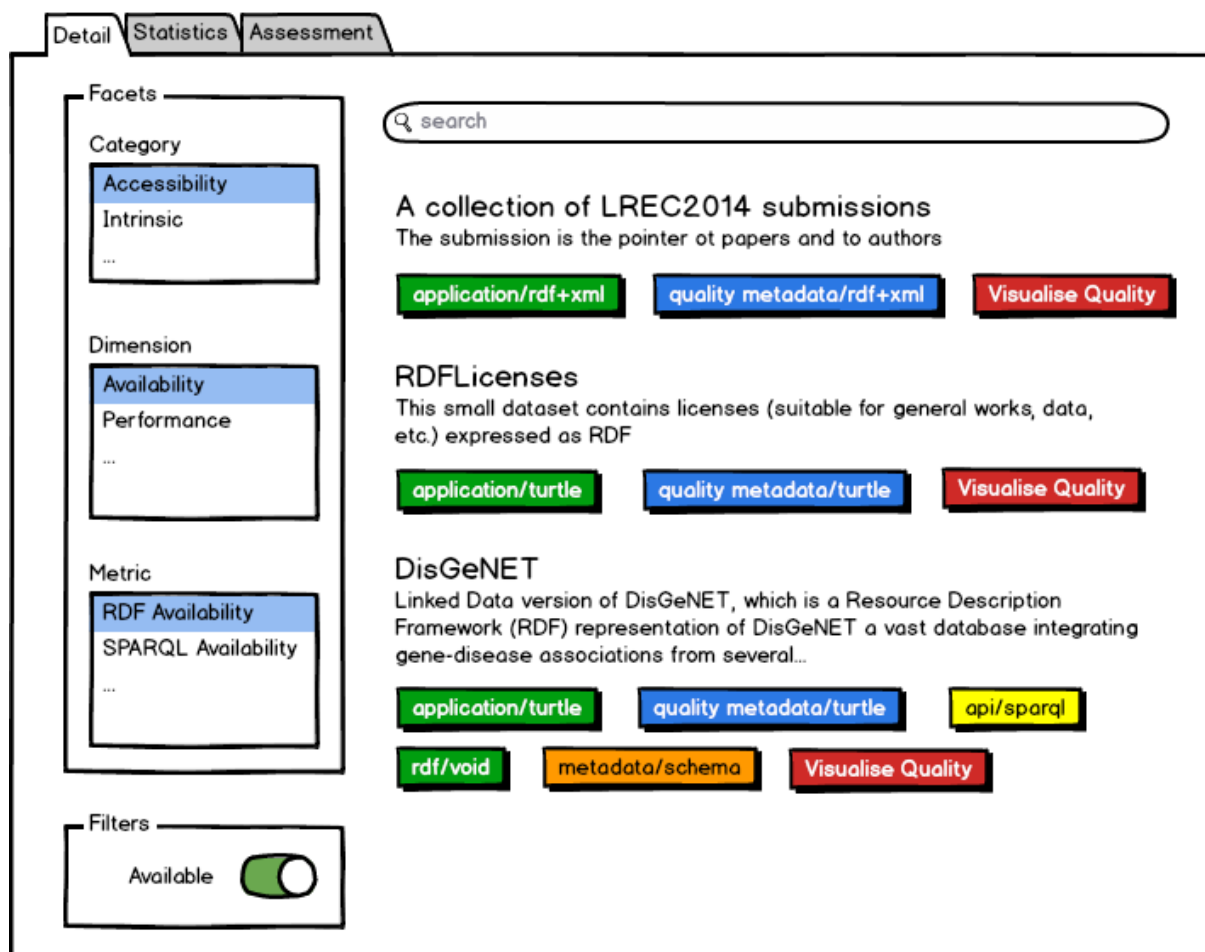 Detail Statistics Assessment
Facets
Category
Accessibility
Intrinsic
...
Dimension
Availability
Performance
...
Metric
RDF Availability
SPARQL Availability
...
Filters
Available
search
A collection of LREC2014 submissions
The submission is the pointer ot papers and to authors
application/rdf+xml quality metadata/rdf+xml Visualise Quality
RDFLicenses
This small dataset contains licenses (suitable for general works, data,
etc.) expressed as RDF
application/turtle quality metadata/turtle Visualise Quality
DisGeNET
Linked Data version of DisGeNET, which is a Resource Description
Framework (RDF) representation of DisGeNET a vast database integrating
gene-disease associations from several...
application/turtle quality metadata/turtle api/sparql
rdf/void metadata/schema Visualise Quality